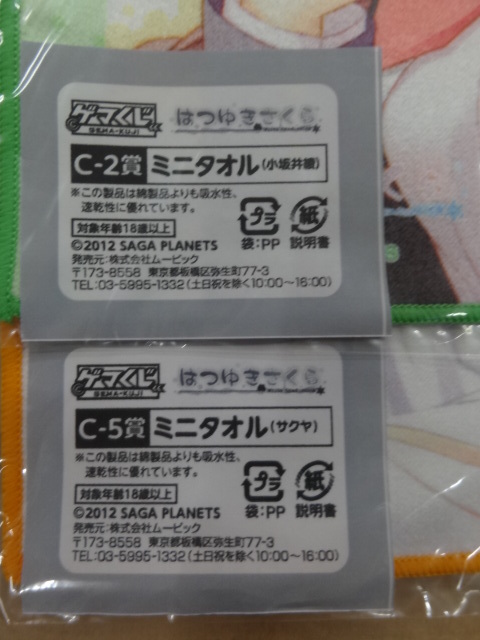 ゲマくじ
GEMA-KUJI
はつゆきさくら
C-2賞 ミニタオル(小坂井綾)
※この製品は綿製品よりも吸水性、
速乾性に優れています。
対象年齢18歳以上
プラ 紙
袋:PP 説明書
©2012 SAGA PLANETS
発売元:株式会社ムービック
〒173-8558 東京都板橋区弥生町77-3
TEL:03-5995-1332(土日祝を除く10:00〜16:00)
ゲマくじ
GEMA-KUJI
はつゆきさくら
C-5賞 ミニタオル(サクヤ)
※この製品は綿製品よりも吸水性、
速乾性に優れています。
対象年齢18歳以上
プラ 紙
袋:PP 説明書
©2012 SAGA PLANETS
発売元:株式会社ムービック
〒173-8558 東京都板橋区弥生町77-3
TEL:03-5995-1332(土日祝を除く10:00〜16:00)